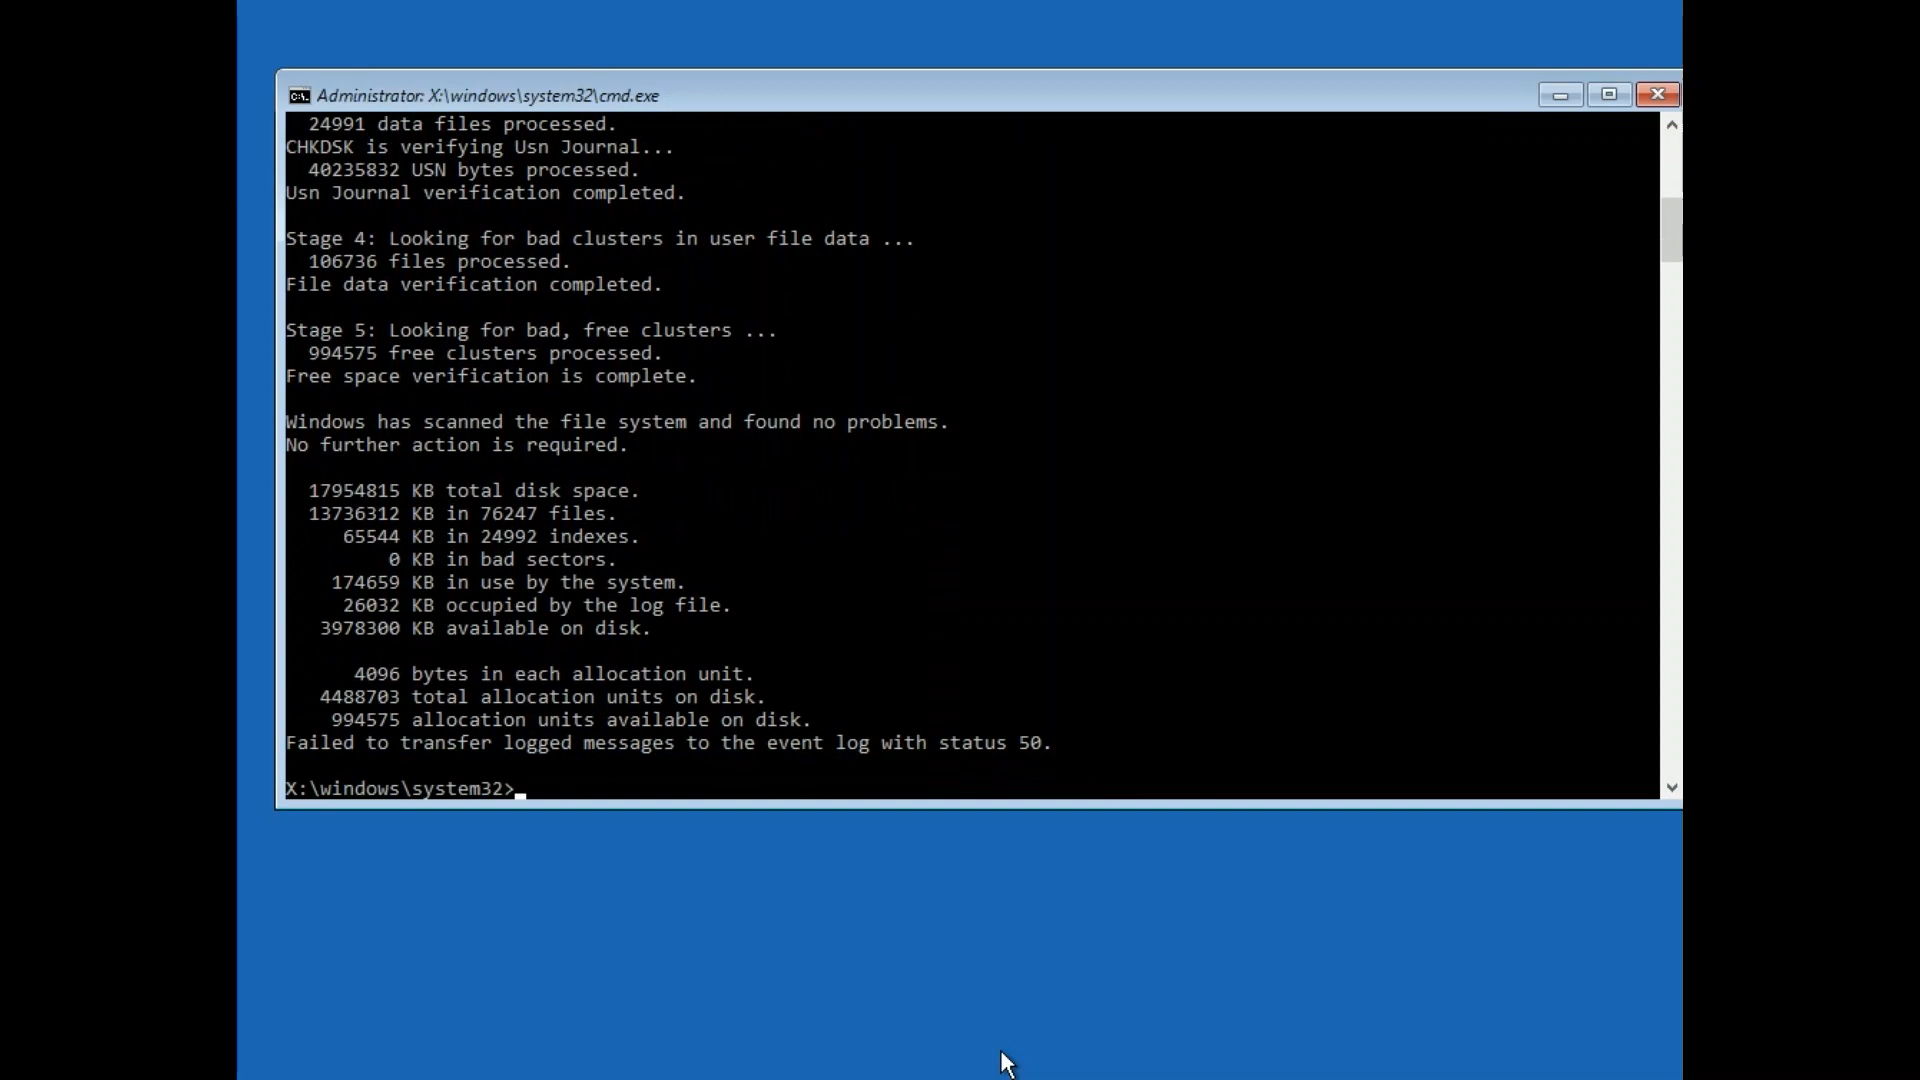 Administrator: X:\windows\system32\cmd.exe
24991 data files processed.
CHKDSK is verifying Usn Journal...
40235832 USN bytes processed.
Usn Journal verification completed.
Stage 4: Looking for bad clusters in user file data ...
106736 files processed.
File data verification completed.
Stage 5: Looking for bad, free clusters ...
994575 free clusters processed.
Free space verification is complete.
Windows has scanned the file system and found no problems.
No further action is required.
17954815 KB total disk space.
13736312 KB in 76247 files.
65544 KB in 24992 indexes.
0 KB in bad sectors.
174659 KB in use by the system.
26032 KB occupied by the log file.
3978300 KB available on disk.
4096 bytes in each allocation unit.
4488703 total allocation units on disk.
994575 allocation units available on disk.
Failed to transfer logged messages to the event log with status 50.
X:\windows\system32>